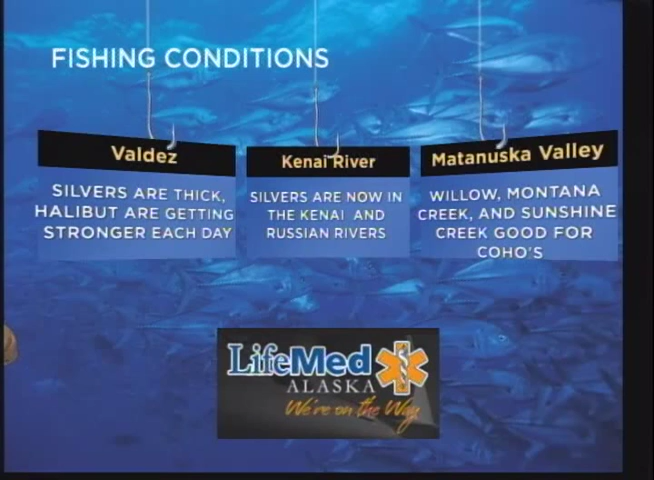 FISHING CONDITIONS
Valdez
SILVERS ARE THICK,
HALIBUT ARE GETTING
STRONGER EACH DAY
Kenai River
SILVERS ARE NOW IN
THE KENAI AND
RUSSIAN RIVERS
Matanuska Valley
WILLOW, MONTANA
CREEK, AND SUNSHINE
CREEK GOOD FOR
COHO'S
LifeMed
ALASKA
We're on the Way